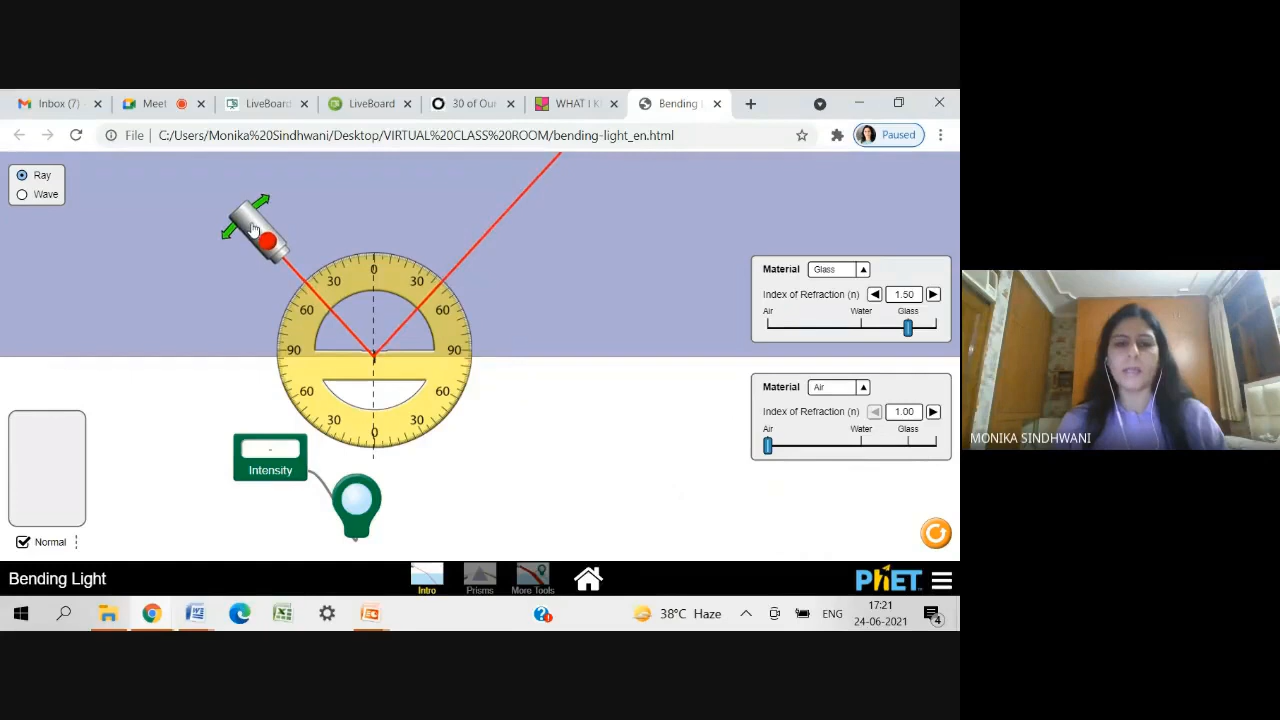 Inbox (7)
Meet
LiveBoard
LiveBoard
30 of Our
WHAT I K
Bending L
File
C:/Users/Monika%20Sindhwani/Desktop/VIRTUAL%20CLASS%20ROOM/bending-light_en.html
Paused
Ray
Wave
0
30
30
60
60
90
90
60
60
30
30
0
Material
Glass
Index of Refraction (n)
1.50
Air
Water
Glass
Material
Air
Index of Refraction (n)
1.00
Air
Water
Glass
-
Intensity
Normal
MONIKA SINDHWANI
Bending Light
Intro
Prisms
More Tools
PhET
38°C Haze
ENG
17:21
24-06-2021
4